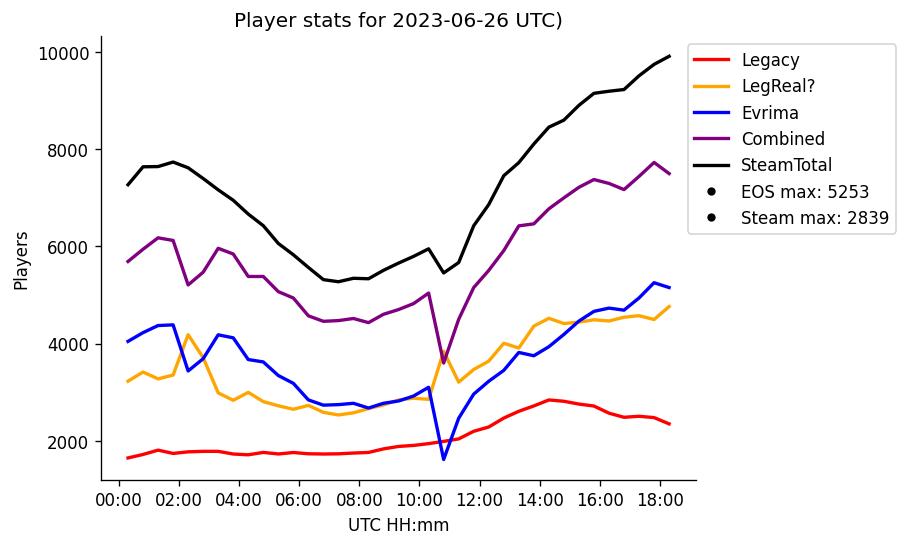 Player stats for 2023-06-26 UTC)
10000
8000
6000
4000
2000
Players
00:00 02:00 04:00 06:00 08:00 10:00 12:00 14:00 16:00 18:00
UTC HH:mm
Legacy
LegReal?
Evrima
Combined
SteamTotal
EOS max: 5253
Steam max: 2839